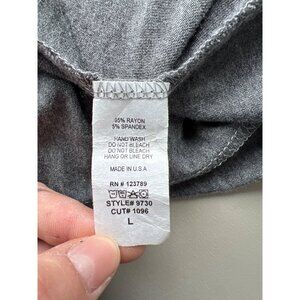 95% RAYON
5% SPANDEX
HAND WASH
DO NOT BLEACH
DO NOT BLEACH
HANG OR LINE DRY
MADE IN U.S.A
RN # 123789
STYLE# 9730
CUT# 1096
L